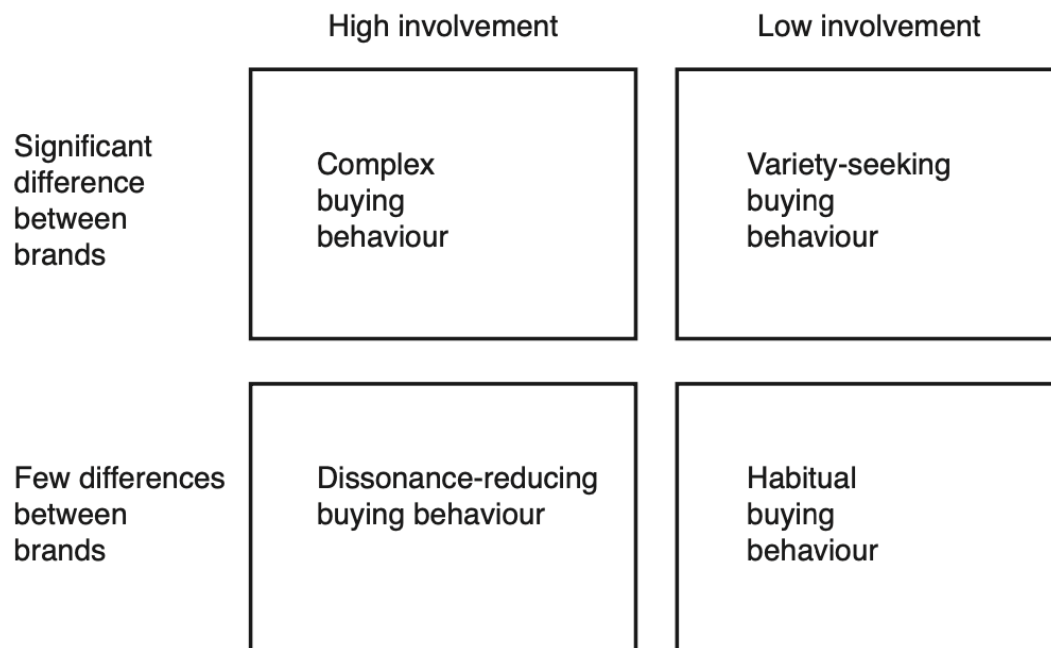 High involvement
Low involvement
Significant
difference
between
brands
Complex
buying
behaviour
Variety-seeking
buying
behaviour
Few differences
between
brands
Dissonance-reducing
buying behaviour
Habitual
buying
behaviour